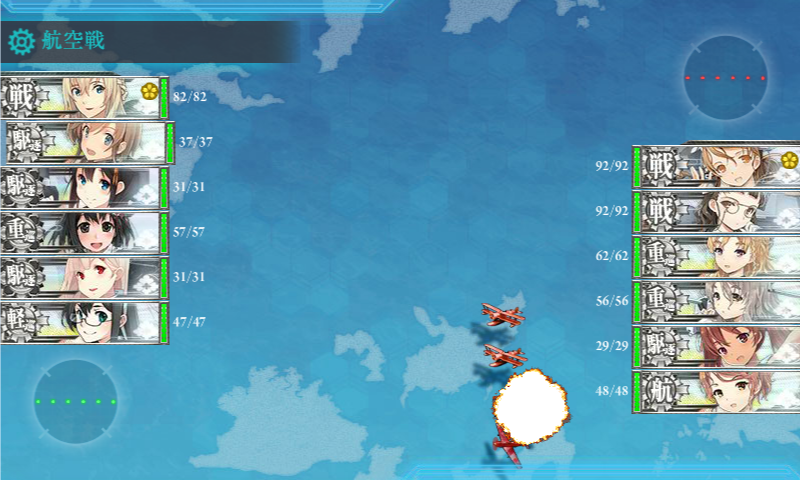 航空戦
戦 82/82
駆逐 37/37
駆逐 31/31
重巡 57/57
駆逐 31/31
軽巡 47/47
92/92 戦
92/92 戦
62/62 重巡
56/56 重巡
29/29 駆逐
48/48 航